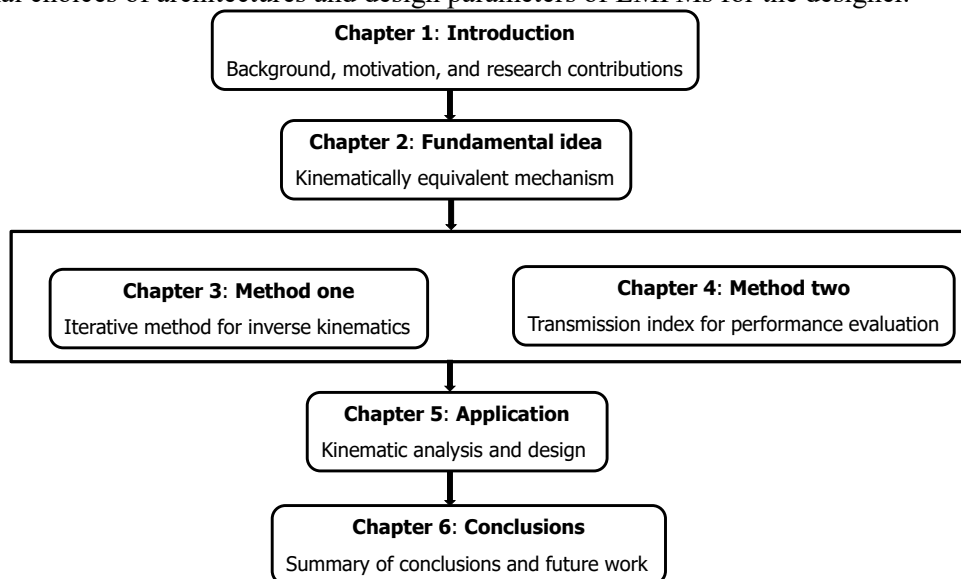 choices of architectures and design parameters of LMPMs for the designer.
Chapter 1: Introduction
Background, motivation, and research contributions
Chapter 2: Fundamental idea
Kinematically equivalent mechanism
Chapter 3: Method one
Iterative method for inverse kinematics
Chapter 4: Method two
Transmission index for performance evaluation
Chapter 5: Application
Kinematic analysis and design
Chapter 6: Conclusions
Summary of conclusions and future work